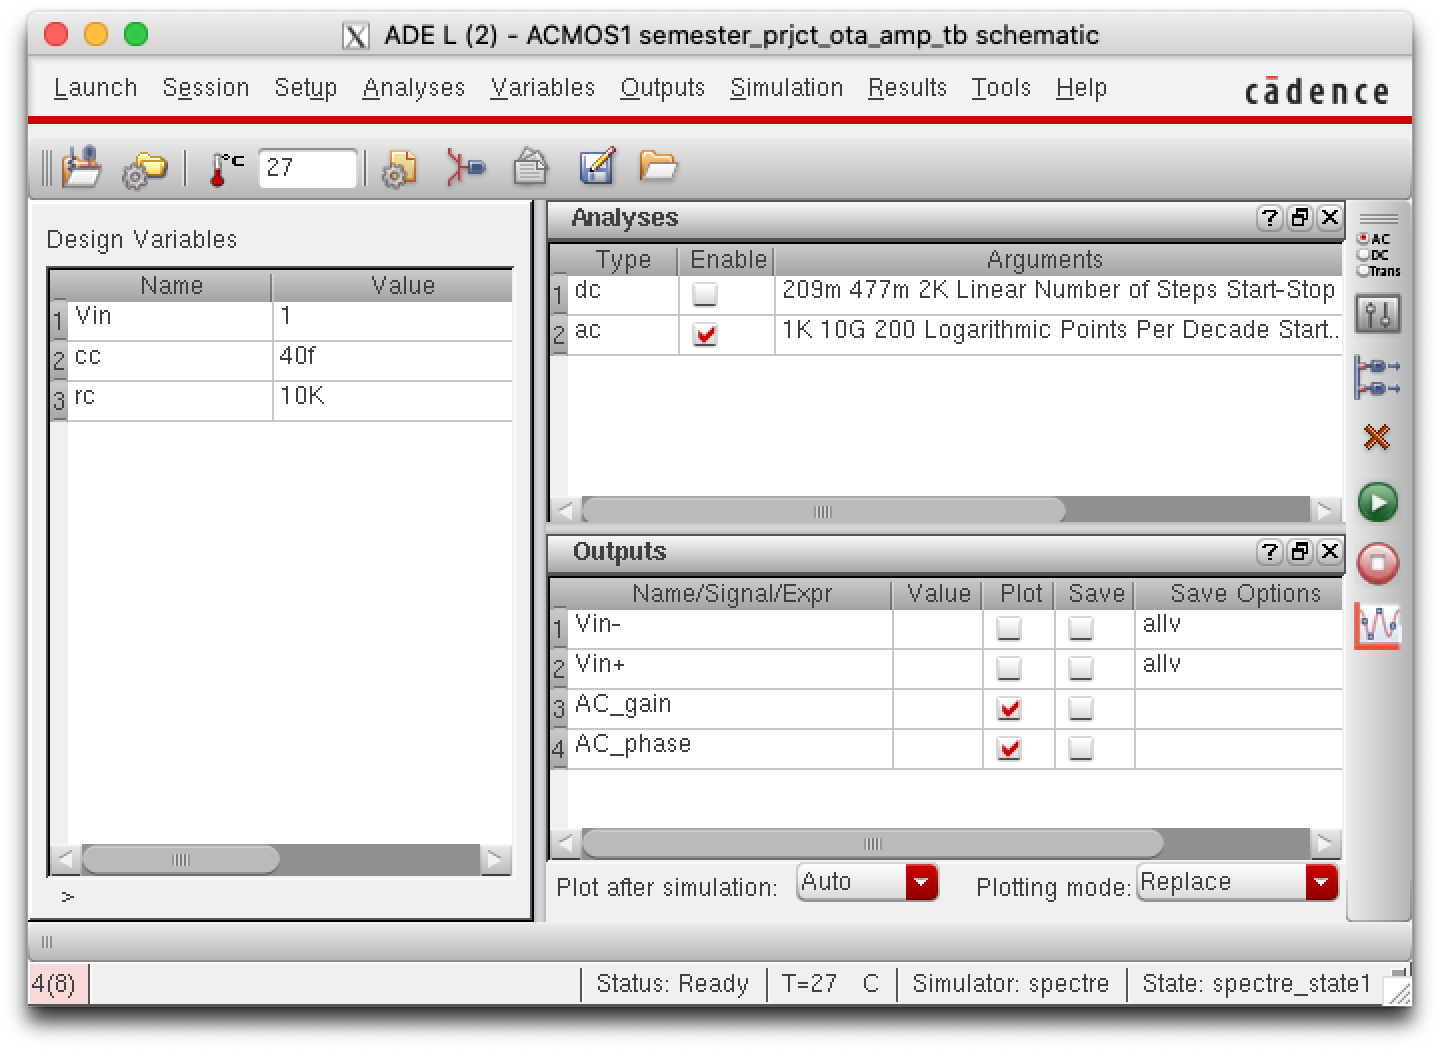 ADE L (2) - ACMOS1 semester_prjct_ota_amp_tb schematic
Launch Session Setup Analyses Variables Outputs Simulation Results Tools Help cādence
°C 27
Design Variables
Name Value
1 Vin 1
2 cc 40f
3 rc 10K
>
Analyses
Type Enable Arguments
1 dc 209m 477m 2K Linear Number of Steps Start-Stop
2 ac 1K 10G 200 Logarithmic Points Per Decade Start..
Outputs
Name/Signal/Expr Value Plot Save Save Options
1 Vin- allv
2 Vin+ allv
3 AC_gain
4 AC_phase
Plot after simulation: Auto Plotting mode: Replace
AC
DC
Trans
4(8) Status: Ready T=27 C Simulator: spectre State: spectre_state1